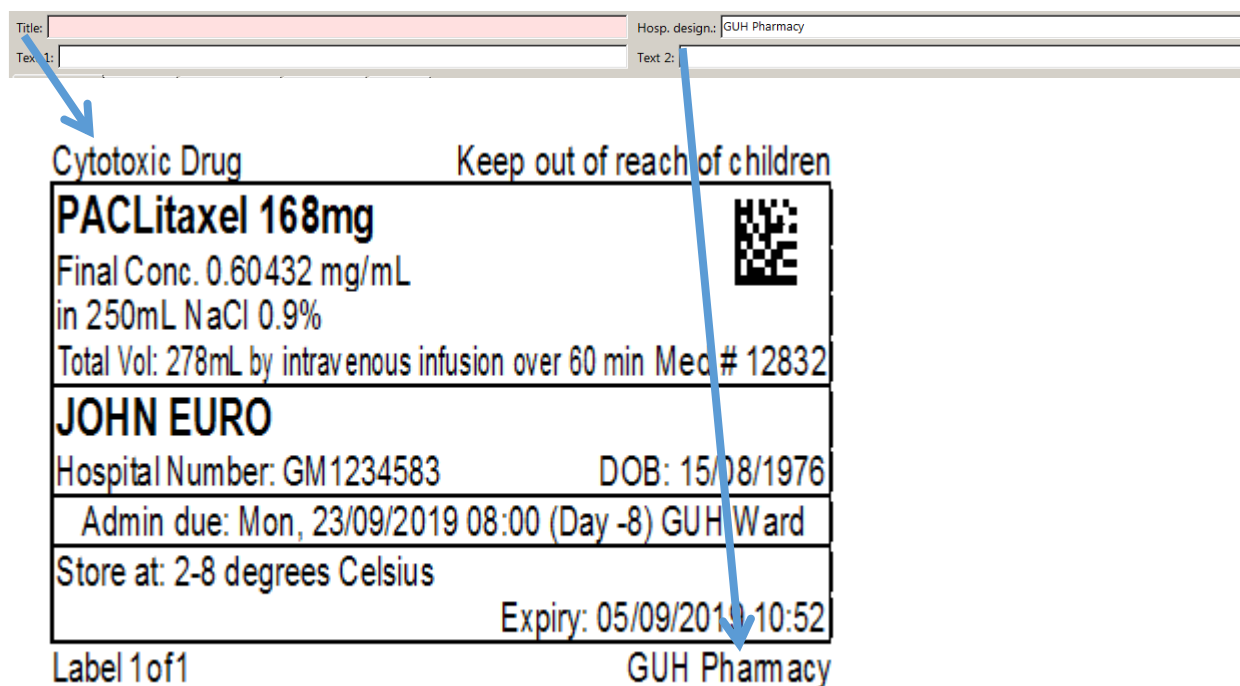 Title: Hosp. design.: GUH Pharmacy
Text 1: Text 2:
Cytotoxic Drug Keep out of reach of children
PACLitaxel 168mg
Final Conc. 0.60432 mg/mL
in 250mL NaCl 0.9%
Total Vol: 278mL by intravenous infusion over 60 min Med # 12832
JOHN EURO
Hospital Number: GM1234583 DOB: 15/08/1976
Admin due: Mon, 23/09/2019 08:00 (Day -8) GUH Ward
Store at: 2-8 degrees Celsius
Expiry: 05/09/2019 10:52
Label 1 of 1 GUH Pharmacy